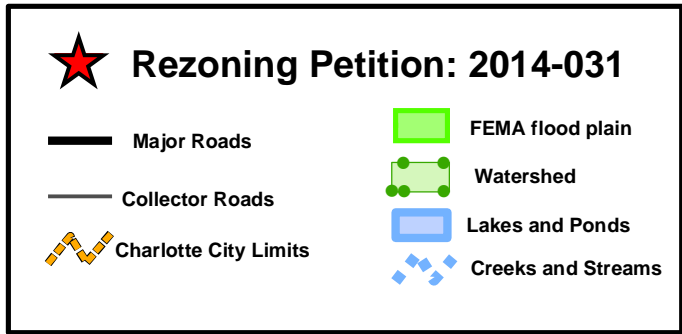 Rezoning Petition: 2014-031
Major Roads
Collector Roads
Charlotte City Limits
FEMA flood plain
Watershed
Lakes and Ponds
Creeks and Streams